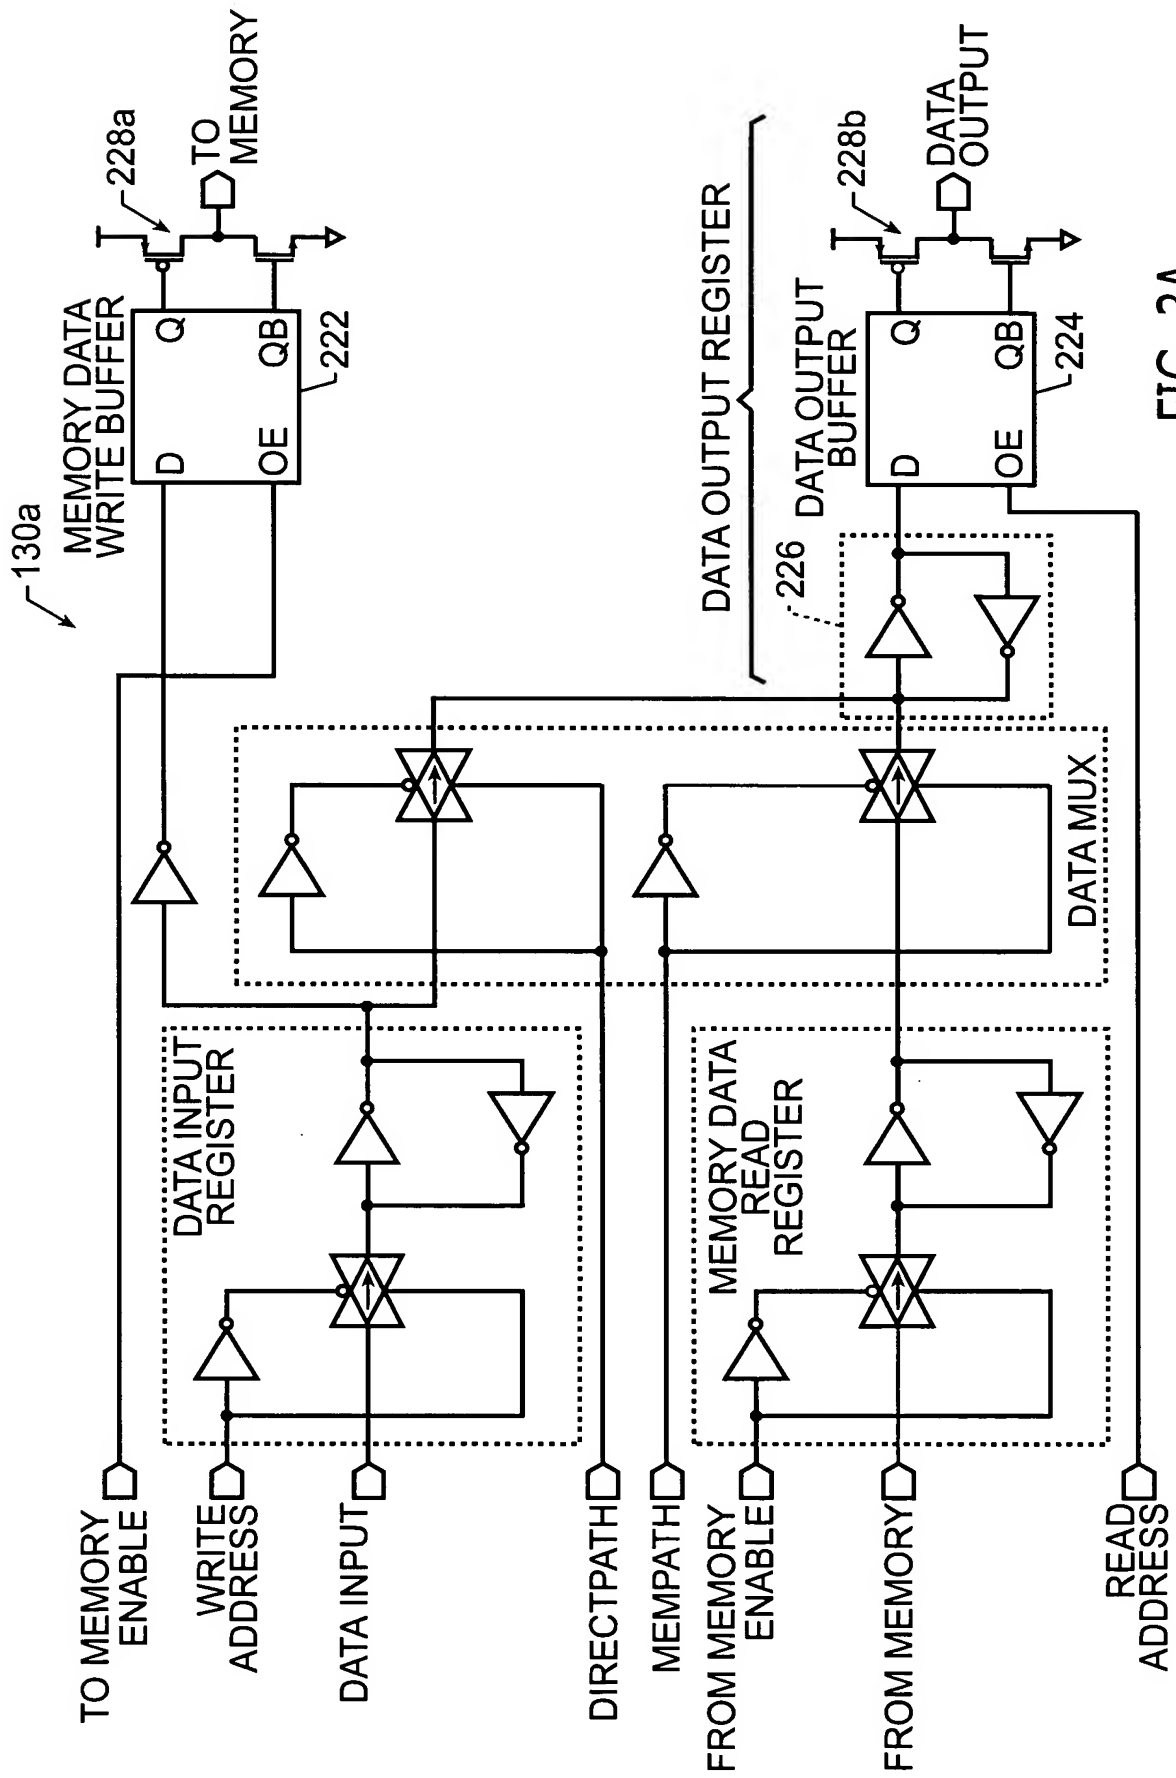 130a
MEMORY DATA
WRITE BUFFER
D
Q
OE
QB
222
228a
TO
MEMORY
DATA OUTPUT REGISTER
DATA OUTPUT
BUFFER
226
D
Q
OE
QB
224
228b
DATA
OUTPUT
DATA INPUT
REGISTER
MEMORY DATA
READ
REGISTER
DATA MUX
TO MEMORY
ENABLE
WRITE
ADDRESS
DATA INPUT
DIRECTPATH
MEMPATH
FROM MEMORY
ENABLE
FROM MEMORY
READ
ADDRESS